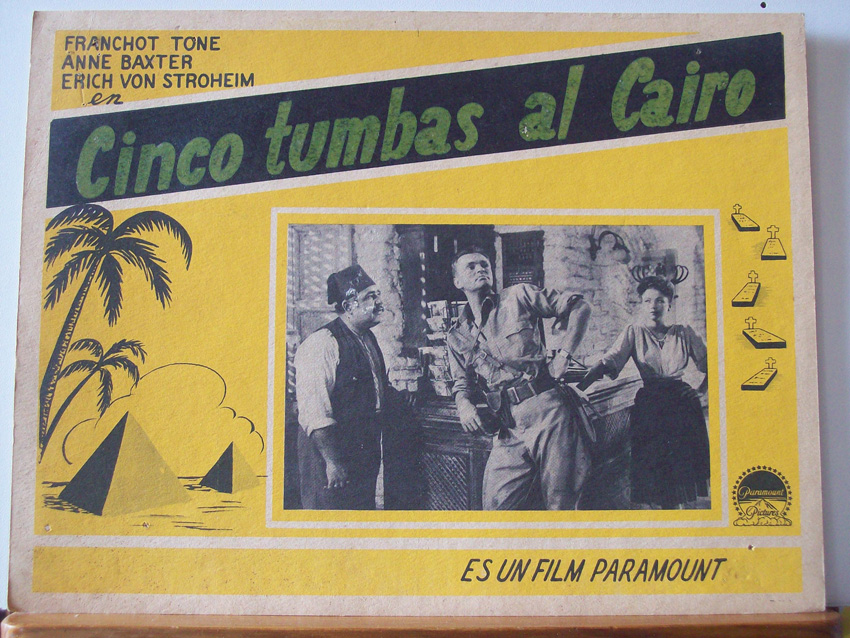 FRANCHOT TONE
ANNE BAXTER
ERICH VON STROHEIM
en
Cinco tumbas al Cairo
Paramount
Pictures
ES UN FILM PARAMOUNT